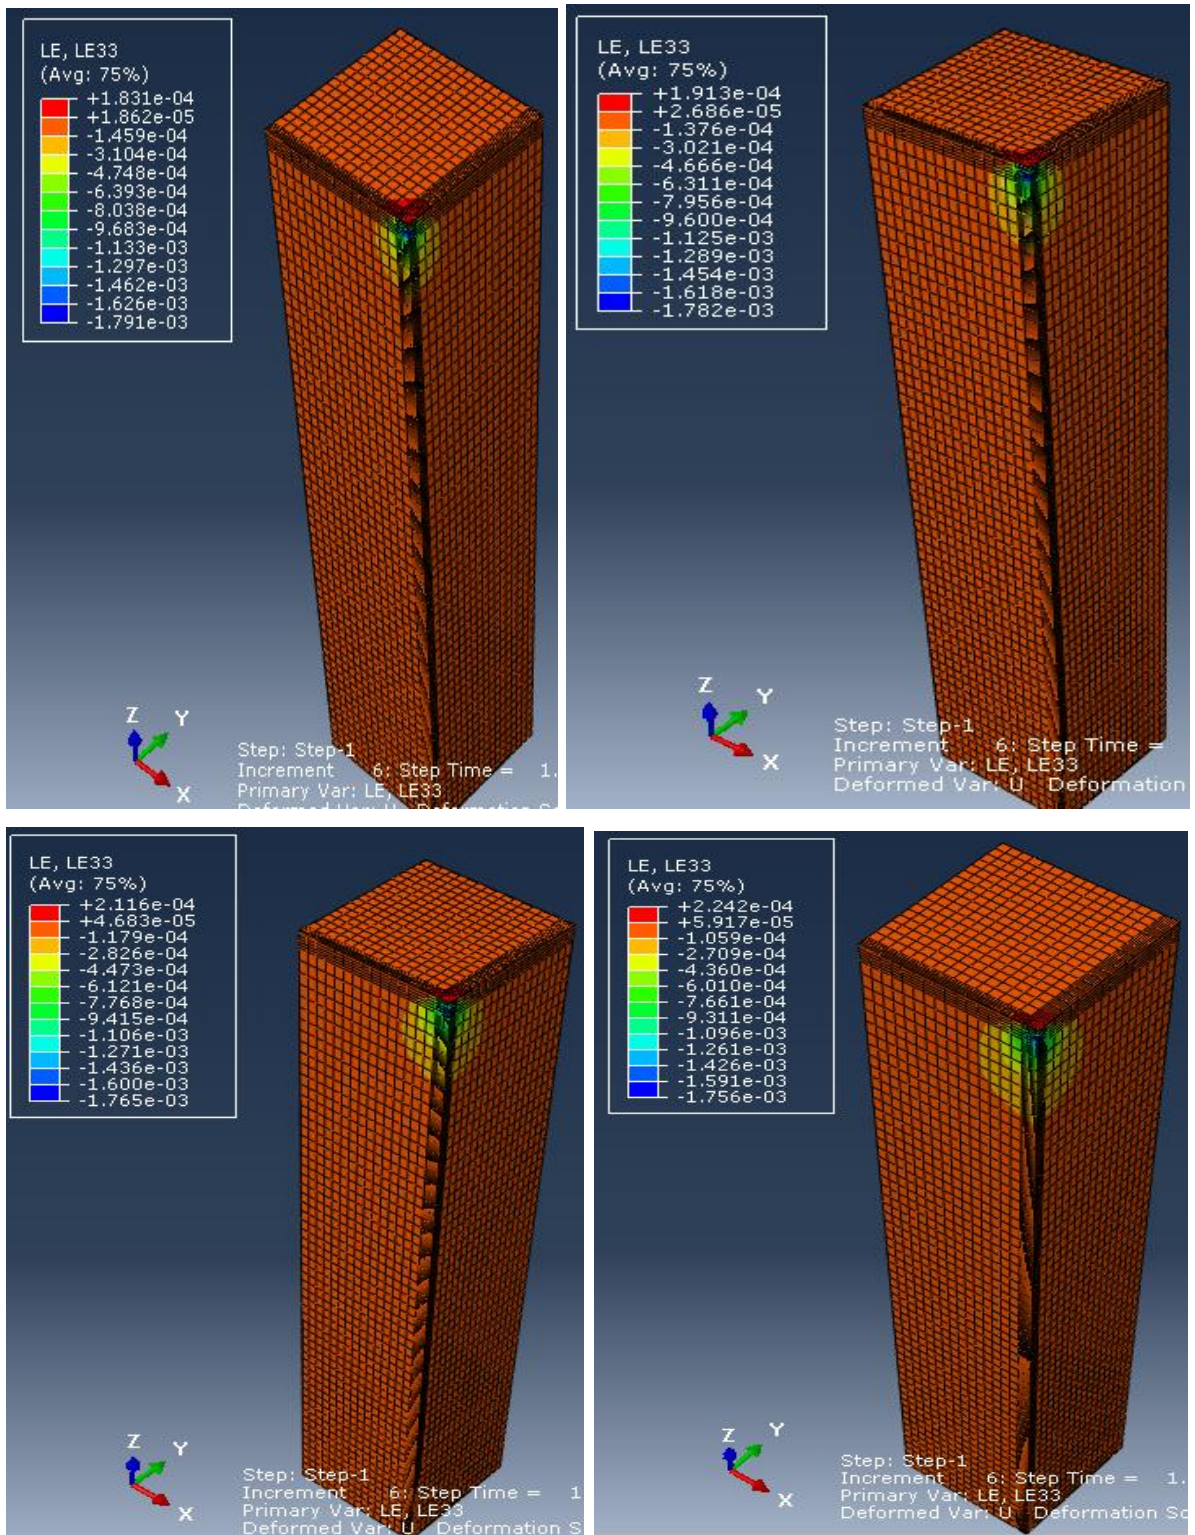 LE, LE33
(Avg: 75%)
+1.831e-04
+1.862e-05
-1.459e-04
-3.104e-04
-4.748e-04
-6.393e-04
-8.038e-04
-9.683e-04
-1.133e-03
-1.297e-03
-1.462e-03
-1.626e-03
-1.791e-03
Z
Y
X
Step: Step-1
Increment 6: Step Time = 1.
Primary Var: LE, LE33
Deformed Var: U Deformation Sc
LE, LE33
(Avg: 75%)
+1.913e-04
+2.686e-05
-1.376e-04
-3.021e-04
-4.666e-04
-6.311e-04
-7.956e-04
-9.600e-04
-1.125e-03
-1.289e-03
-1.454e-03
-1.618e-03
-1.782e-03
Z
Y
X
Step: Step-1
Increment 6: Step Time =
Primary Var: LE, LE33
Deformed Var: U Deformation
LE, LE33
(Avg: 75%)
+2.116e-04
+4.683e-05
-1.179e-04
-2.826e-04
-4.473e-04
-6.121e-04
-7.768e-04
-9.415e-04
-1.106e-03
-1.271e-03
-1.436e-03
-1.600e-03
-1.765e-03
Z
Y
X
Step: Step-1
Increment 6: Step Time = 1
Primary Var: LE, LE33
Deformed Var: U Deformation S
LE, LE33
(Avg: 75%)
+2.242e-04
+5.917e-05
-1.059e-04
-2.709e-04
-4.360e-04
-6.010e-04
-7.661e-04
-9.311e-04
-1.096e-03
-1.261e-03
-1.426e-03
-1.591e-03
-1.756e-03
Z
Y
X
Step: Step-1
Increment 6: Step Time = 1.
Primary Var: LE, LE33
Deformed Var: U Deformation Sc